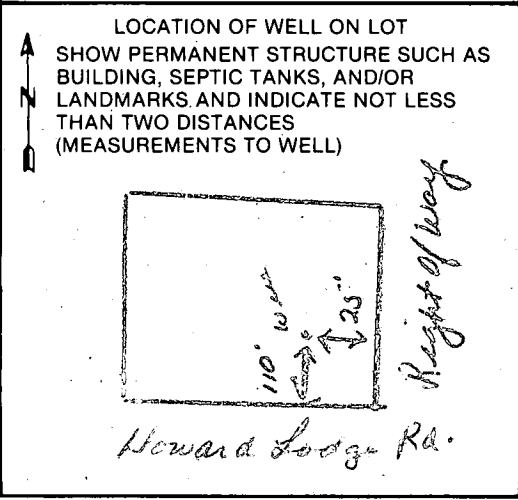 LOCATION OF WELL ON LOT
SHOW PERMANENT STRUCTURE SUCH AS
BUILDING, SEPTIC TANKS, AND/OR
LANDMARKS AND INDICATE NOT LESS
THAN TWO DISTANCES
(MEASUREMENTS TO WELL)
N
Right Of Way
110' Well
25'
Howard Lodge Rd.